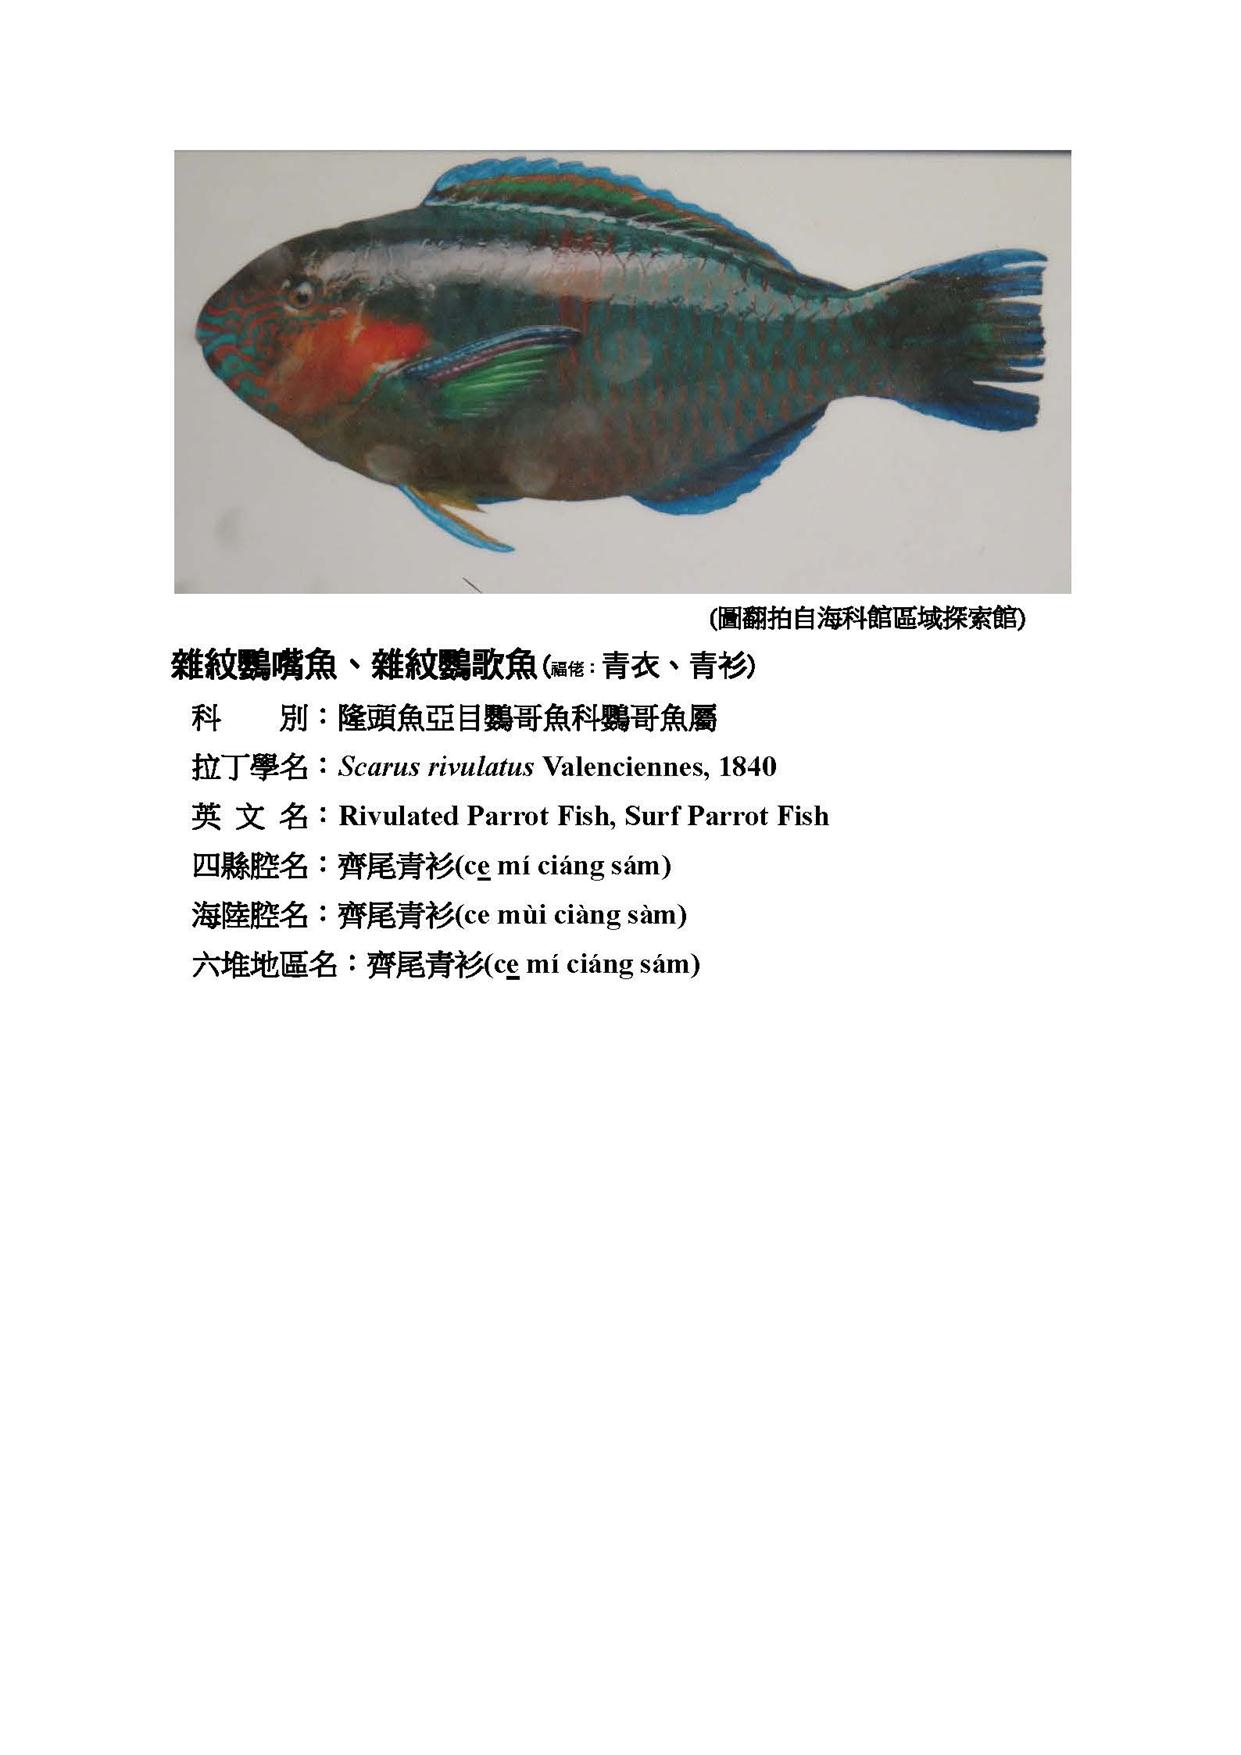 (圖翻拍自海科館區域探索館)
雜紋鸚嘴魚、雜紋鸚歌魚(福佬：青衣、青衫)
科　　別：隆頭魚亞目鸚哥魚科鸚哥魚屬
拉丁學名：Scarus rivulatus Valenciennes, 1840
英 文 名：Rivulated Parrot Fish, Surf Parrot Fish
四縣腔名：齊尾青衫(ce̲ mí ciáng sám)
海陸腔名：齊尾青衫(ce mùi ciàng sàm)
六堆地區名：齊尾青衫(ce̲ mí ciáng sám)